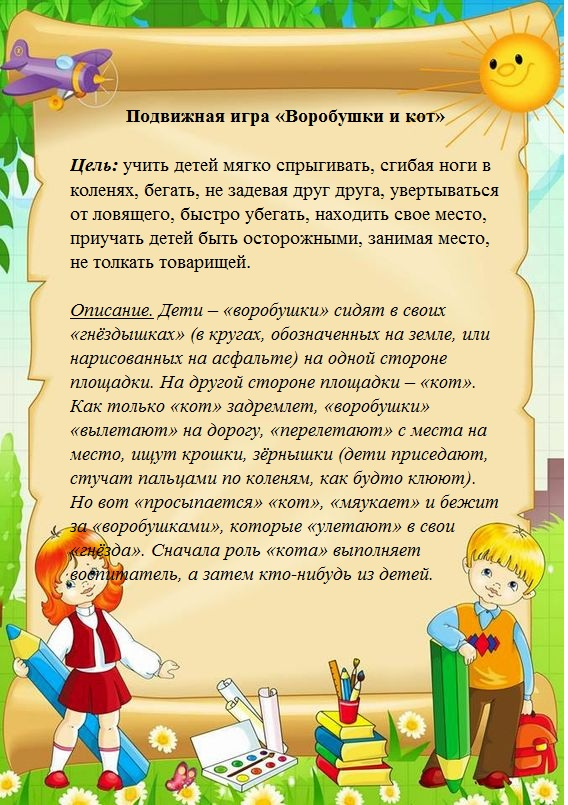 Подвижная игра «Воробушки и кот»
Цель: учить детей мягко спрыгивать, сгибая ноги в
коленях, бегать, не задевая друг друга, увертываться
от ловящего, быстро убегать, находить свое место,
приучать детей быть осторожными, занимая место,
не толкать товарищей.
Описание. Дети – «воробушки» сидят в своих
«гнёздышках» (в кругах, обозначенных на земле, или
нарисованных на асфальте) на одной стороне
площадки. На другой стороне площадки – «кот».
Как только «кот» задремлет, «воробушки»
«вылетают» на дорогу, «перелетают» с места на
место, ищут крошки, зёрнышки (дети приседают,
стучат пальцами по коленям, как будто клюют).
Но вот «просыпается» «кот», «мяукает» и бежит
за «воробушками», которые «улетают» в свои
«гнёзда». Сначала роль «кота» выполняет
воспитатель, а затем кто-нибудь из детей.